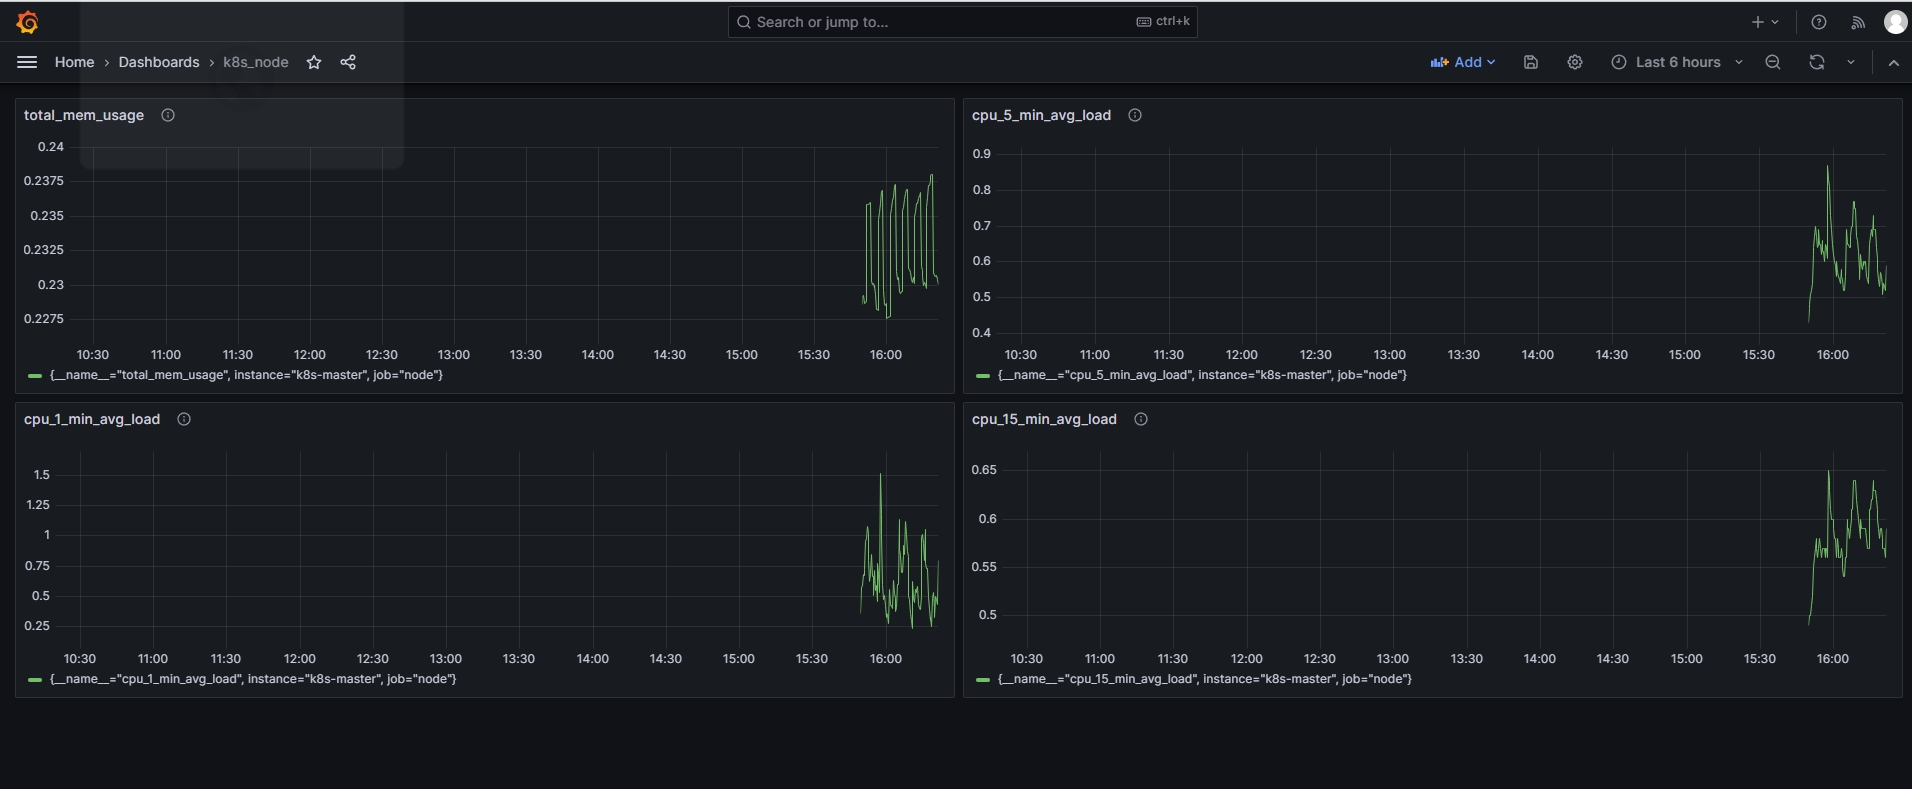 Search or jump to... ctrl+k
Home › Dashboards › k8s_node
Add
Last 6 hours
total_mem_usage
0.24
0.2375
0.235
0.2325
0.23
0.2275
10:30 11:00 11:30 12:00 12:30 13:00 13:30 14:00 14:30 15:00 15:30 16:00
{__name__="total_mem_usage", instance="k8s-master", job="node"}
cpu_5_min_avg_load
0.9
0.8
0.7
0.6
0.5
0.4
10:30 11:00 11:30 12:00 12:30 13:00 13:30 14:00 14:30 15:00 15:30 16:00
{__name__="cpu_5_min_avg_load", instance="k8s-master", job="node"}
cpu_1_min_avg_load
1.5
1.25
1
0.75
0.5
0.25
10:30 11:00 11:30 12:00 12:30 13:00 13:30 14:00 14:30 15:00 15:30 16:00
{__name__="cpu_1_min_avg_load", instance="k8s-master", job="node"}
cpu_15_min_avg_load
0.65
0.6
0.55
0.5
10:30 11:00 11:30 12:00 12:30 13:00 13:30 14:00 14:30 15:00 15:30 16:00
{__name__="cpu_15_min_avg_load", instance="k8s-master", job="node"}